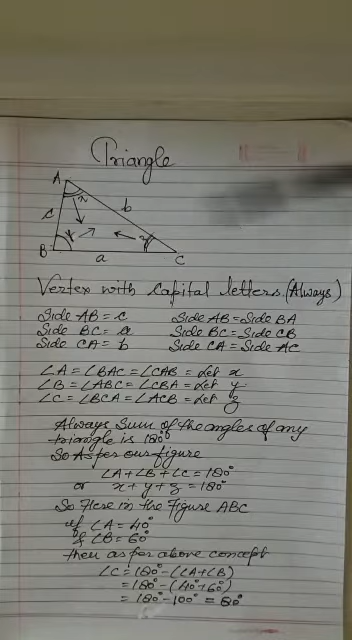 Triangle
A
x
c
b
y
z
B
a
C
Vertex with Capital letters. (Always)
Side AB = c Side AB = Side BA
Side BC = a Side BC = Side CB
Side CA = b Side CA = Side AC
∠A = ∠BAC = ∠CAB = Let x
∠B = ∠ABC = ∠CBA = Let y
∠C = ∠BCA = ∠ACB = Let z
Always Sum of the angles of any
triangle is 180°
So As per our figure
∠A + ∠B + ∠C = 180°
or x + y + z = 180°
So Here in the Figure ABC
if ∠A = 40°
& ∠B = 60°
then as per above concept
∠C = 180° - (∠A + ∠B)
= 180° - (40° + 60°)
= 180° - 100° = 80°